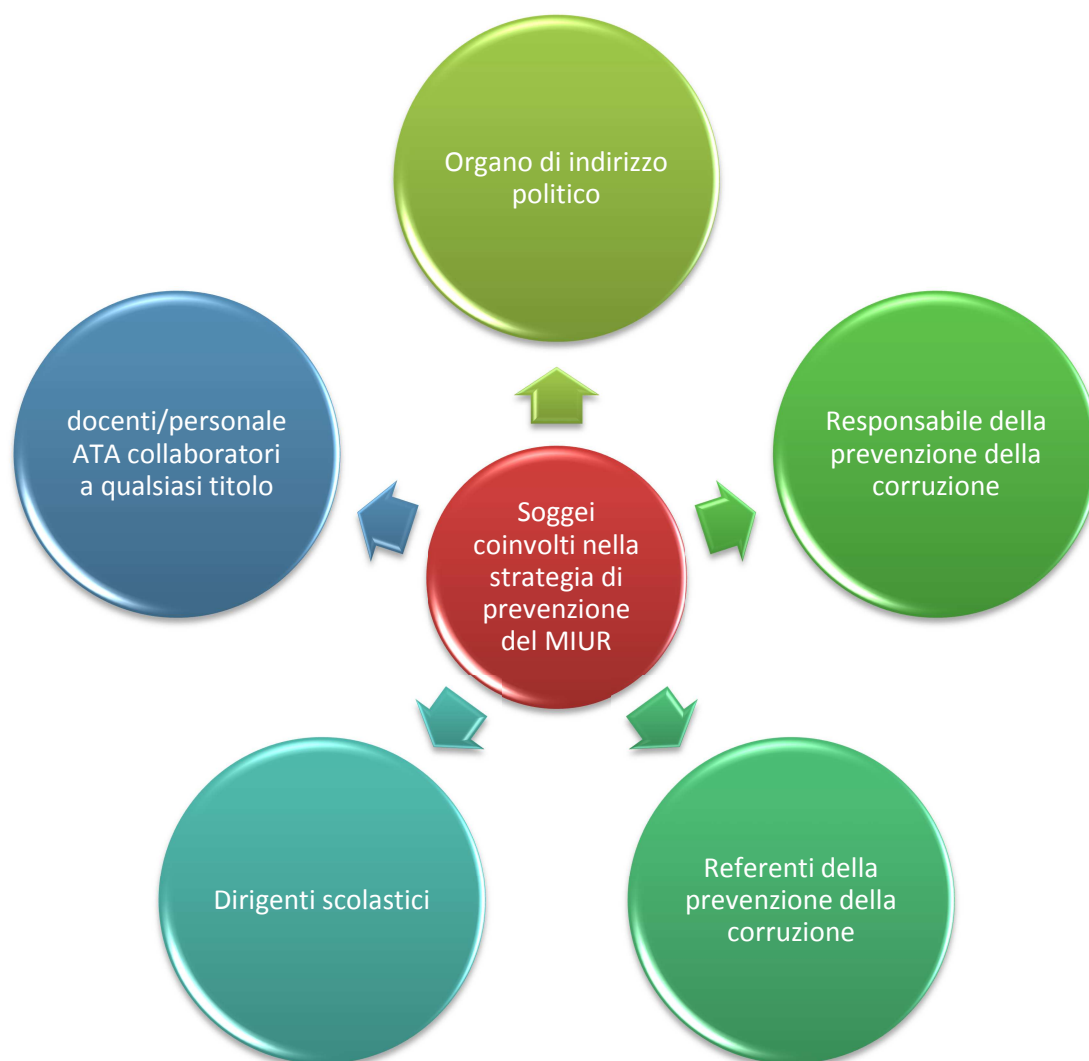 Organo di indirizzo
politico
docenti/personale
ATA collaboratori
a qualsiasi titolo
Responsabile della
prevenzione della
corruzione
Soggei
coinvolti nella
strategia di
prevenzione
del MIUR
Dirigenti scolastici
Referenti della
prevenzione della
corruzione